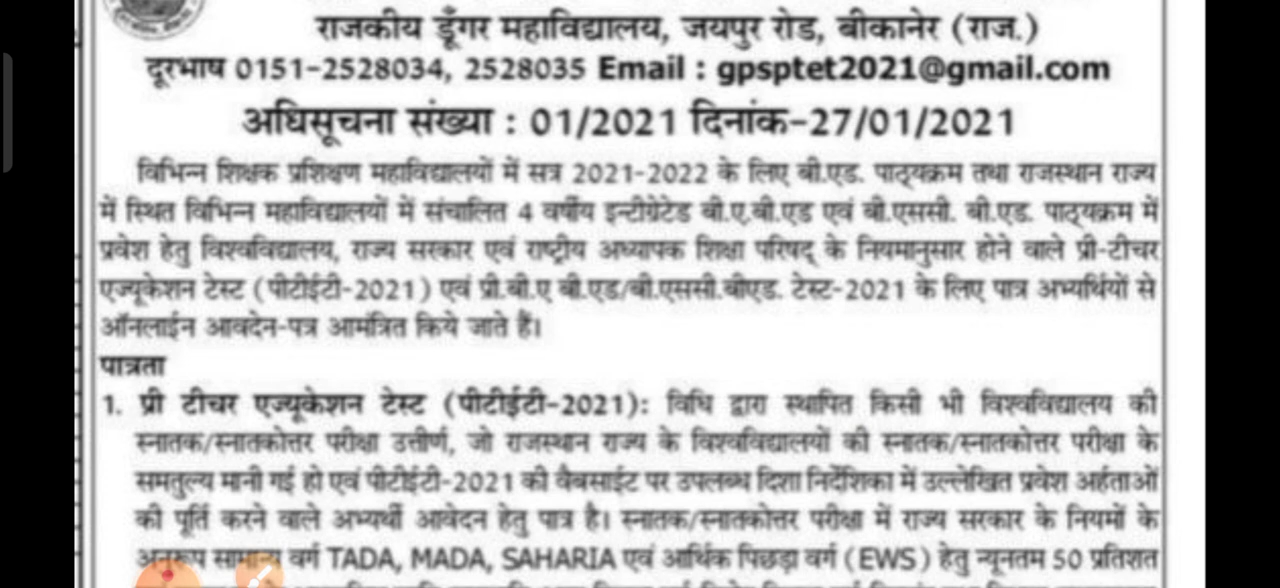 राजकीय डूँगर महाविद्यालय, जयपुर रोड, बीकानेर (राज.)
दूरभाष 0151-2528034, 2528035 Email : gpsptet2021@gmail.com
अधिसूचना संख्या : 01/2021 दिनांक-27/01/2021
विभिन्न शिक्षक प्रशिक्षण महाविद्यालयों में सत्र 2021-2022 के लिए बी.एड. पाठ्यक्रम तथा राजस्थान राज्य
में स्थित विभिन्न महाविद्यालयों में संचालित 4 वर्षीय इन्टीग्रेटेड बी.ए.बी.एड एवं बी.एससी. बी.एड. पाठ्यक्रम में
प्रवेश हेतु विश्वविद्यालय, राज्य सरकार एवं राष्ट्रीय अध्यापक शिक्षा परिषद् के नियमानुसार होने वाले प्री-टीचर
एज्यूकेशन टेस्ट (पीटीईटी-2021) एवं प्री.बी.ए बी.एड/बी.एससी.बीएड. टेस्ट-2021 के लिए पात्र अभ्यर्थियों से
ऑनलाईन आवदेन-पत्र आमंत्रित किये जाते हैं।
पात्रता
1. प्री टीचर एज्यूकेशन टेस्ट (पीटीईटी-2021): विधि द्वारा स्थापित किसी भी विश्वविद्यालय की
स्नातक/स्नातकोत्तर परीक्षा उत्तीर्ण, जो राजस्थान राज्य के विश्वविद्यालयों की स्नातक/स्नातकोत्तर परीक्षा के
समतुल्य मानी गई हो एवं पीटीईटी-2021 की वैबसाईट पर उपलब्ध दिशा निर्देशिका में उल्लेखित प्रवेश अर्हताओं
की पूर्ति करने वाले अभ्यर्थी आवेदन हेतु पात्र है। स्नातक/स्नातकोत्तर परीक्षा में राज्य सरकार के नियमों के
अनुरूप सामान्य वर्ग TADA, MADA, SAHARIA एवं आर्थिक पिछड़ा वर्ग (EWS) हेतु न्यूनतम 50 प्रतिशत